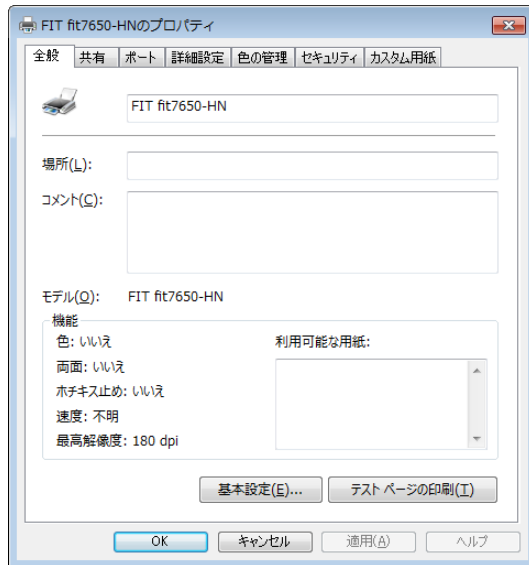 FIT fit7650-HNのプロパティ
全般 共有 ポート 詳細設定 色の管理 セキュリティ カスタム用紙
FIT fit7650-HN
場所(L):
コメント(C):
モデル(O): FIT fit7650-HN
機能
色: いいえ 利用可能な用紙:
両面: いいえ
ホチキス止め: いいえ
速度: 不明
最高解像度: 180 dpi
基本設定(E)... テスト ページの印刷(T)
OK キャンセル 適用(A) ヘルプ